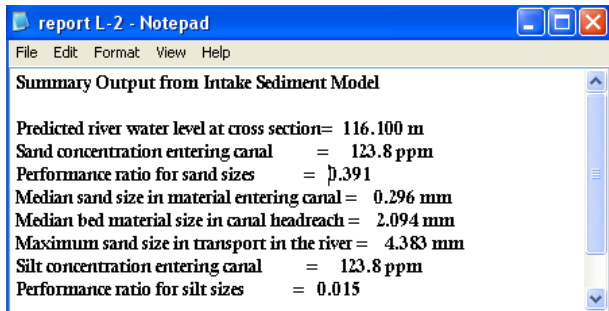 report L-2 - Notepad
File Edit Format View Help
Summary Output from Intake Sediment Model
Predicted river water level at cross section= 116.100 m
Sand concentration entering canal = 123.8 ppm
Performance ratio for sand sizes = 0.391
Median sand size in material entering canal = 0.296 mm
Median bed material size in canal headreach = 2.094 mm
Maximum sand size in transport in the river = 4.383 mm
Silt concentration entering canal = 123.8 ppm
Performance ratio for silt sizes = 0.015